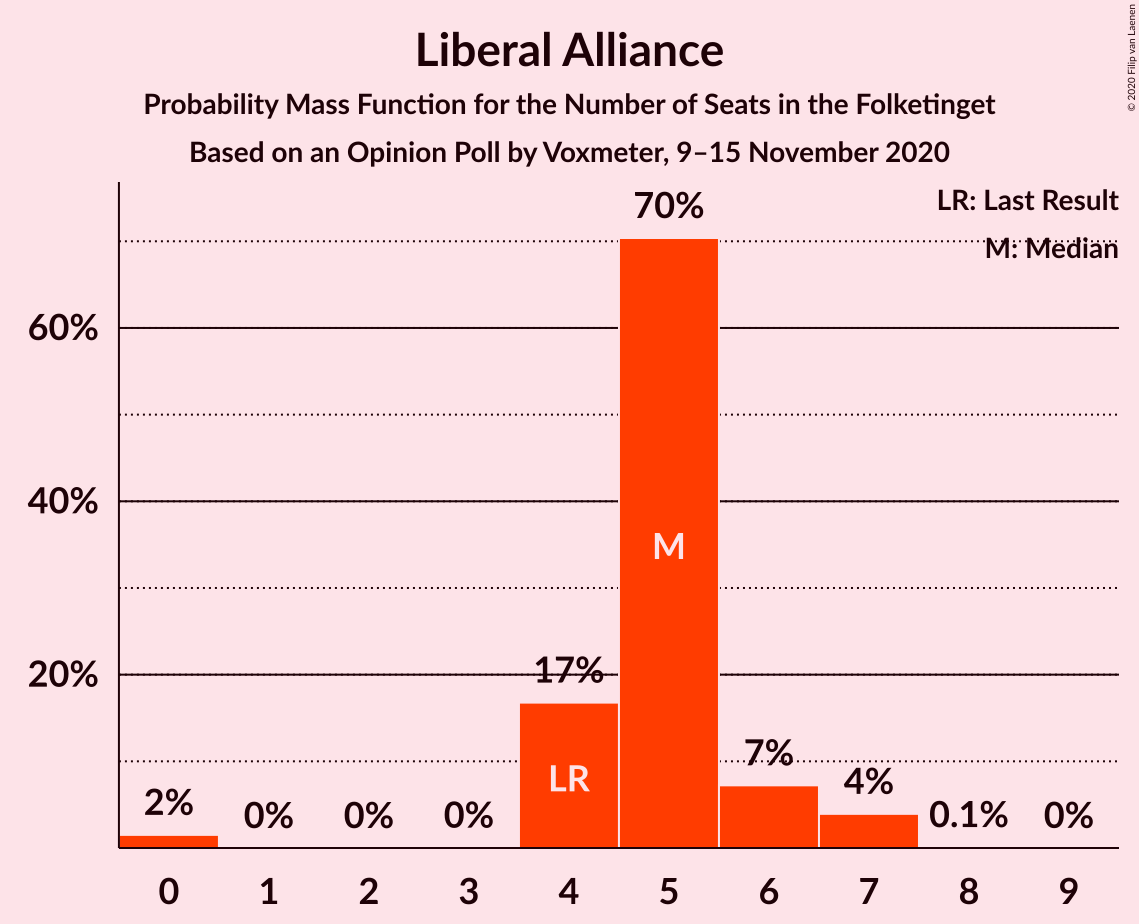 Liberal Alliance
Probability Mass Function for the Number of Seats in the Folketinget
Based on an Opinion Poll by Voxmeter, 9–15 November 2020
© 2020 Filip van Laenen
LR: Last Result
M: Median
60%
40%
20%
2%
0%
0%
0%
17%
70%
7%
4%
0.1%
0%
LR
M
0
1
2
3
4
5
6
7
8
9